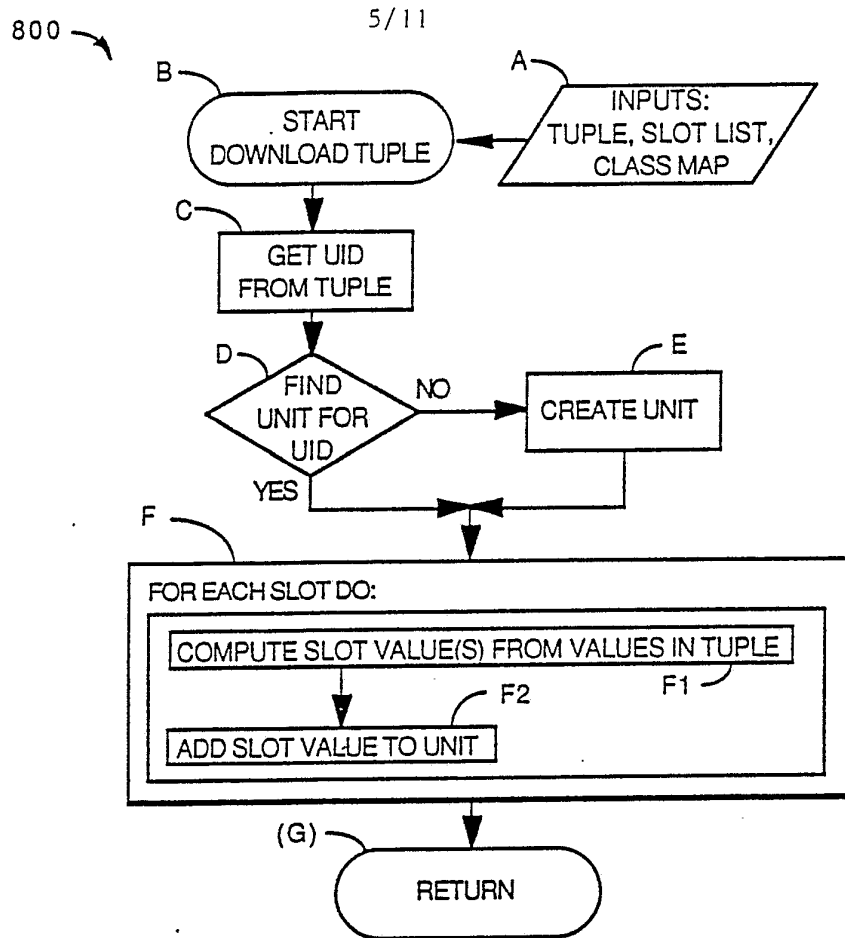 5/11
800
B
A
START
DOWNLOAD TUPLE
INPUTS:
TUPLE, SLOT LIST,
CLASS MAP
C
GET UID
FROM TUPLE
D
FIND
UNIT FOR
UID
NO
E
CREATE UNIT
YES
F
FOR EACH SLOT DO:
COMPUTE SLOT VALUE(S) FROM VALUES IN TUPLE
F1
F2
ADD SLOT VALUE TO UNIT
(G)
RETURN